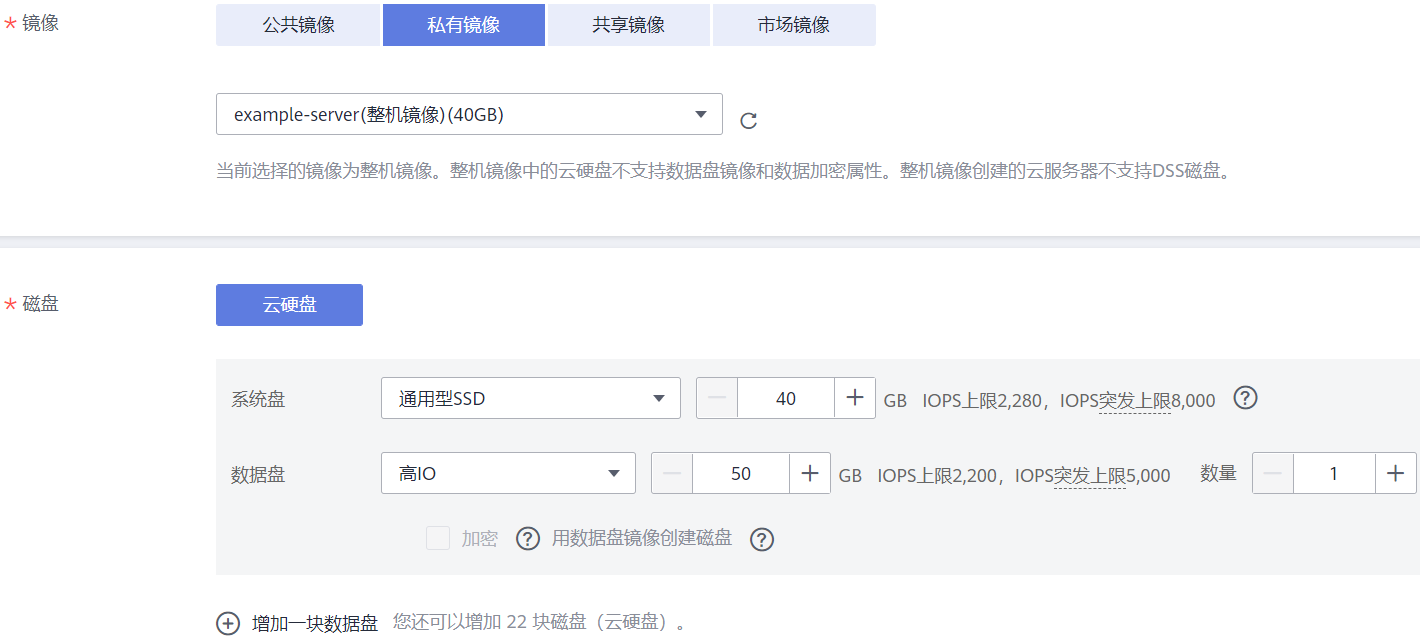 * 镜像 公共镜像 私有镜像 共享镜像 市场镜像
example-server(整机镜像)(40GB)
当前选择的镜像为整机镜像。整机镜像中的云硬盘不支持数据盘镜像和数据加密属性。整机镜像创建的云服务器不支持DSS磁盘。
* 磁盘 云硬盘
系统盘 通用型SSD — 40 + GB IOPS上限2,280，IOPS突发上限8,000 ?
数据盘 高IO — 50 + GB IOPS上限2,200，IOPS突发上限5,000 数量 — 1 +
加密 ? 用数据盘镜像创建磁盘 ?
+ 增加一块数据盘 您还可以增加 22 块磁盘（云硬盘）。